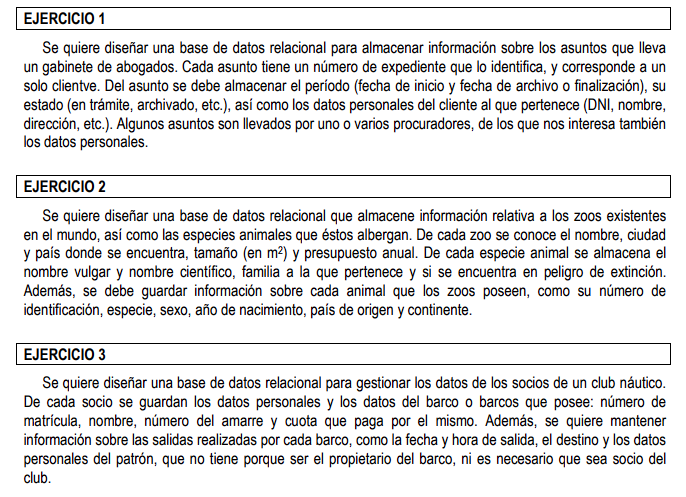 EJERCICIO 1
Se quiere diseñar una base de datos relacional para almacenar información sobre los asuntos que lleva
un gabinete de abogados. Cada asunto tiene un número de expediente que lo identifica, y corresponde a un
solo clientve. Del asunto se debe almacenar el período (fecha de inicio y fecha de archivo o finalización), su
estado (en trámite, archivado, etc.), así como los datos personales del cliente al que pertenece (DNI, nombre,
dirección, etc.). Algunos asuntos son llevados por uno o varios procuradores, de los que nos interesa también
los datos personales.
EJERCICIO 2
Se quiere diseñar una base de datos relacional que almacene información relativa a los zoos existentes
en el mundo, así como las especies animales que éstos albergan. De cada zoo se conoce el nombre, ciudad
y país donde se encuentra, tamaño (en m2) y presupuesto anual. De cada especie animal se almacena el
nombre vulgar y nombre científico, familia a la que pertenece y si se encuentra en peligro de extinción.
Además, se debe guardar información sobre cada animal que los zoos poseen, como su número de
identificación, especie, sexo, año de nacimiento, país de origen y continente.
EJERCICIO 3
Se quiere diseñar una base de datos relacional para gestionar los datos de los socios de un club náutico.
De cada socio se guardan los datos personales y los datos del barco o barcos que posee: número de
matrícula, nombre, número del amarre y cuota que paga por el mismo. Además, se quiere mantener
información sobre las salidas realizadas por cada barco, como la fecha y hora de salida, el destino y los datos
personales del patrón, que no tiene porque ser el propietario del barco, ni es necesario que sea socio del
club.